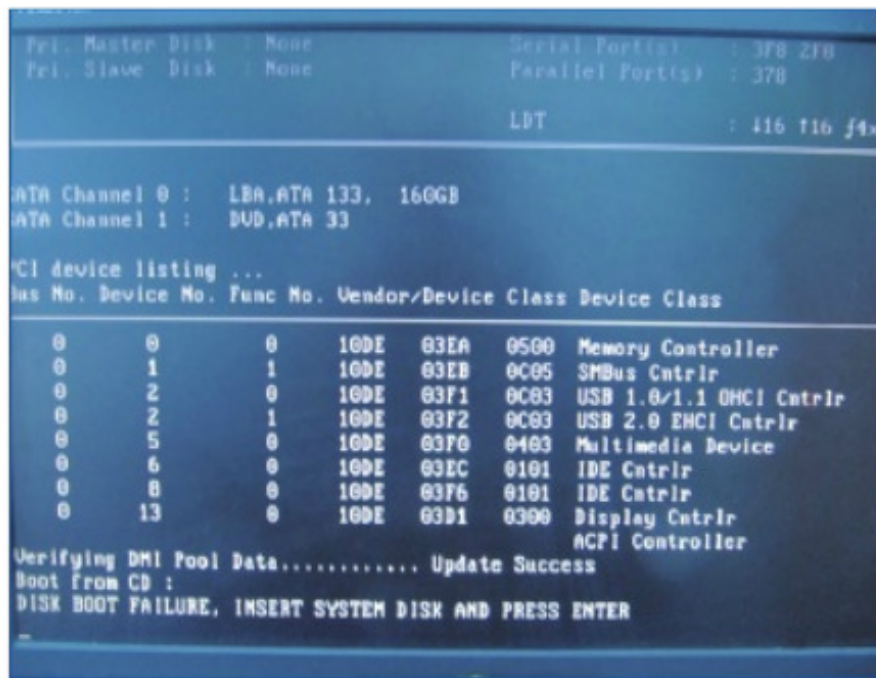 Pri. Master Disk : None Serial Port(s) : 3F8 2F8
Pri. Slave Disk : None Parallel Port(s) : 378
LDT : ↓16 ↑16 ƒ4x
ATA Channel 0 : LBA,ATA 133, 160GB
ATA Channel 1 : DVD,ATA 33
PCI device listing ...
Bus No. Device No. Func No. Vendor/Device Class Device Class
0 0 0 10DE 03EA 0500 Memory Controller
0 1 1 10DE 03EB 0C05 SMBus Cntrlr
0 2 0 10DE 03F1 0C03 USB 1.0/1.1 OHCI Cntrlr
0 2 1 10DE 03F2 0C03 USB 2.0 EHCI Cntrlr
0 5 0 10DE 03F0 0403 Multimedia Device
0 6 0 10DE 03EC 0101 IDE Cntrlr
0 8 0 10DE 03F6 0101 IDE Cntrlr
0 13 0 10DE 03D1 0300 Display Cntrlr
ACPI Controller
Verifying DMI Pool Data............ Update Success
Boot from CD :
DISK BOOT FAILURE, INSERT SYSTEM DISK AND PRESS ENTER